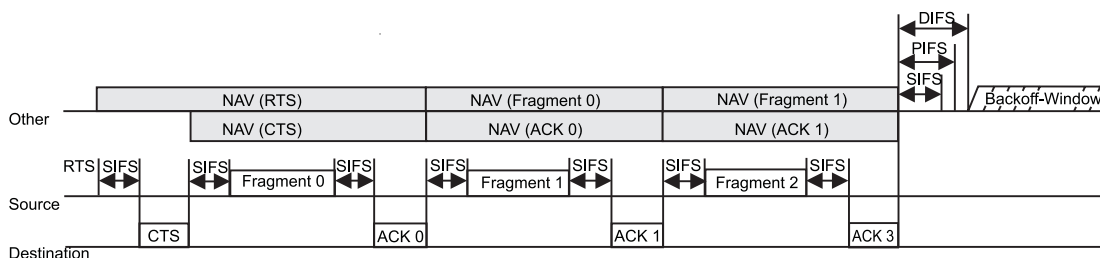 DIFS
PIFS
SIFS
NAV (RTS) NAV (Fragment 0) NAV (Fragment 1) Backoff-Window
Other
NAV (CTS) NAV (ACK 0) NAV (ACK 1)
RTS SIFS SIFS SIFS SIFS SIFS SIFS SIFS
Fragment 0 Fragment 1 Fragment 2
Source
CTS ACK 0 ACK 1 ACK 3
Destination